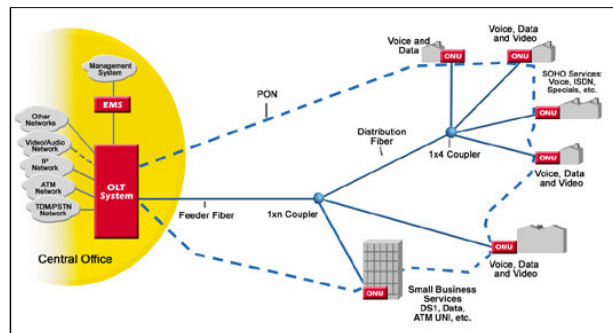 Management
System
EMS
Other
Networks
Video/Audio
Network
IP
Network
ATM
Network
TDM/PSTN
Network
OLT
System
Central Office
PON
Feeder Fiber
1xn Coupler
Distribution
Fiber
1x4 Coupler
Voice and
Data
ONU
Voice, Data
and Video
ONU
SOHO Services:
Voice, ISDN,
Specials, etc.
ONU
ONU
Voice, Data
and Video
ONU
Voice, Data
and Video
ONU
Small Business
Services
DS1, Data,
ATM UNI, etc.